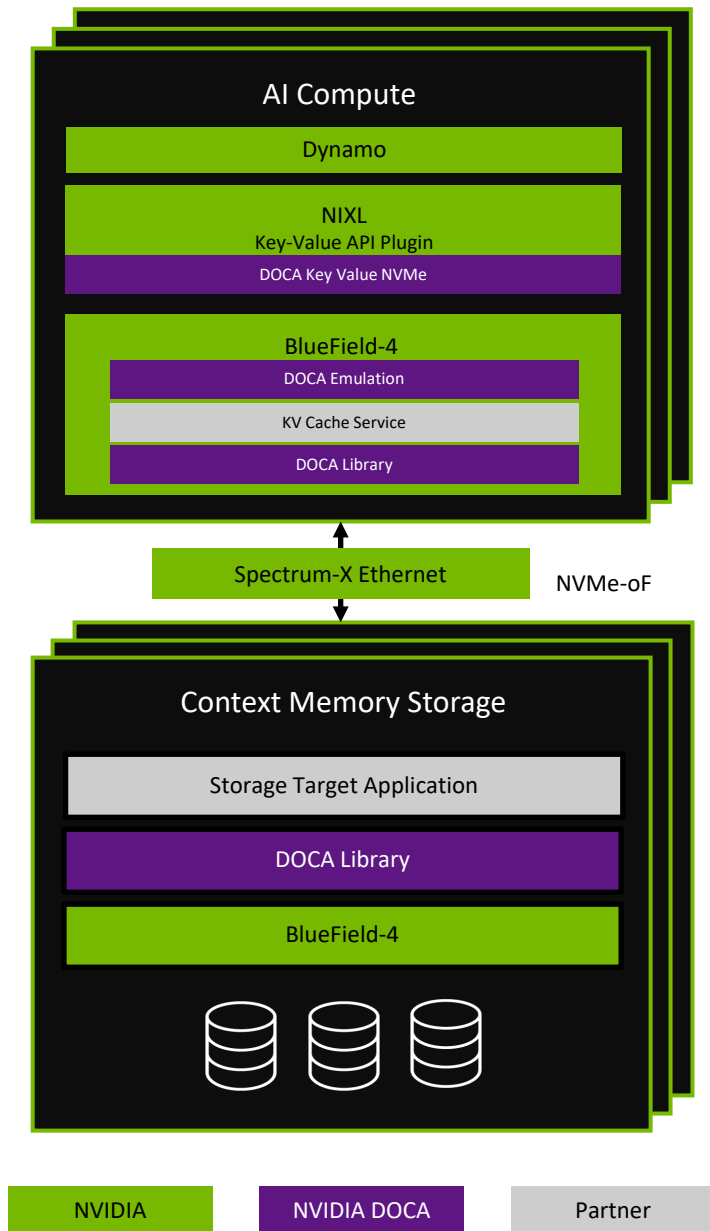 AI Compute
Dynamo
NIXL
Key-Value API Plugin
DOCA Key Value NVMe
BlueField-4
DOCA Emulation
KV Cache Service
DOCA Library
Spectrum-X Ethernet
NVMe-oF
Context Memory Storage
Storage Target Application
DOCA Library
BlueField-4
NVIDIA
NVIDIA DOCA
Partner